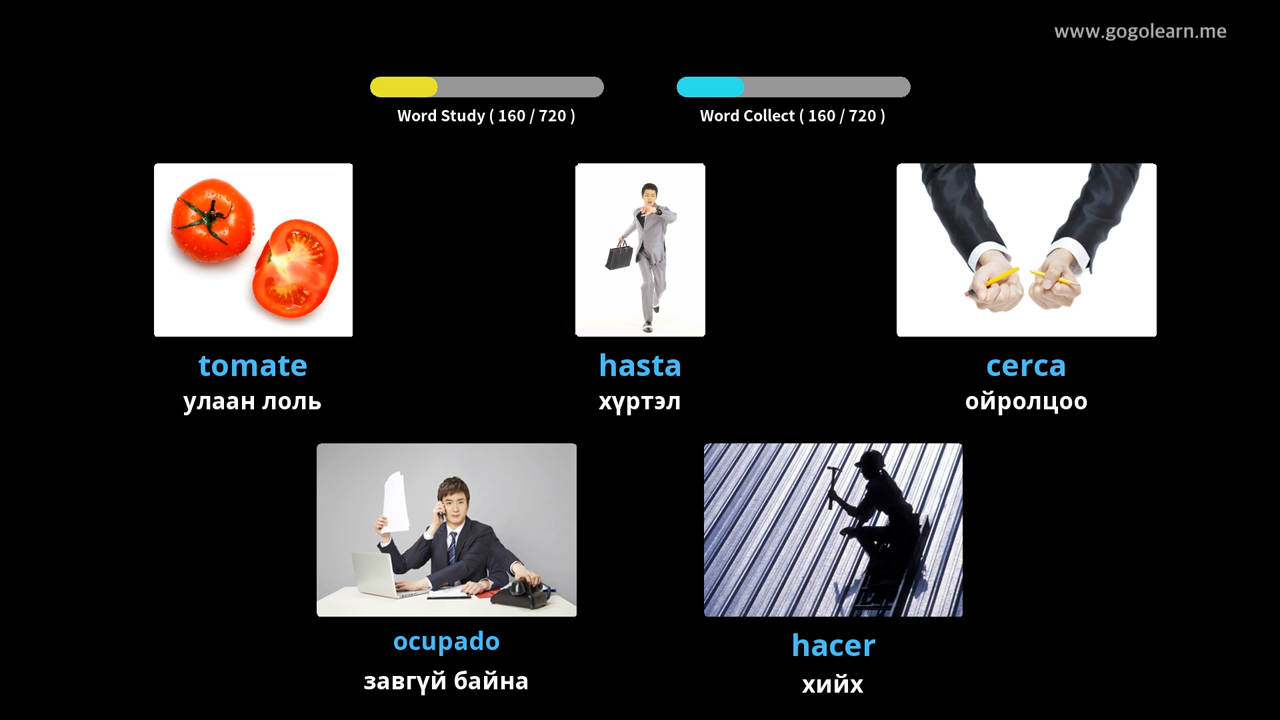 www.gogolearn.me
Word Study ( 160 / 720 )
Word Collect ( 160 / 720 )
tomate
улаан лоль
hasta
хүртэл
cerca
ойролцоо
ocupado
завгүй байна
hacer
хийх